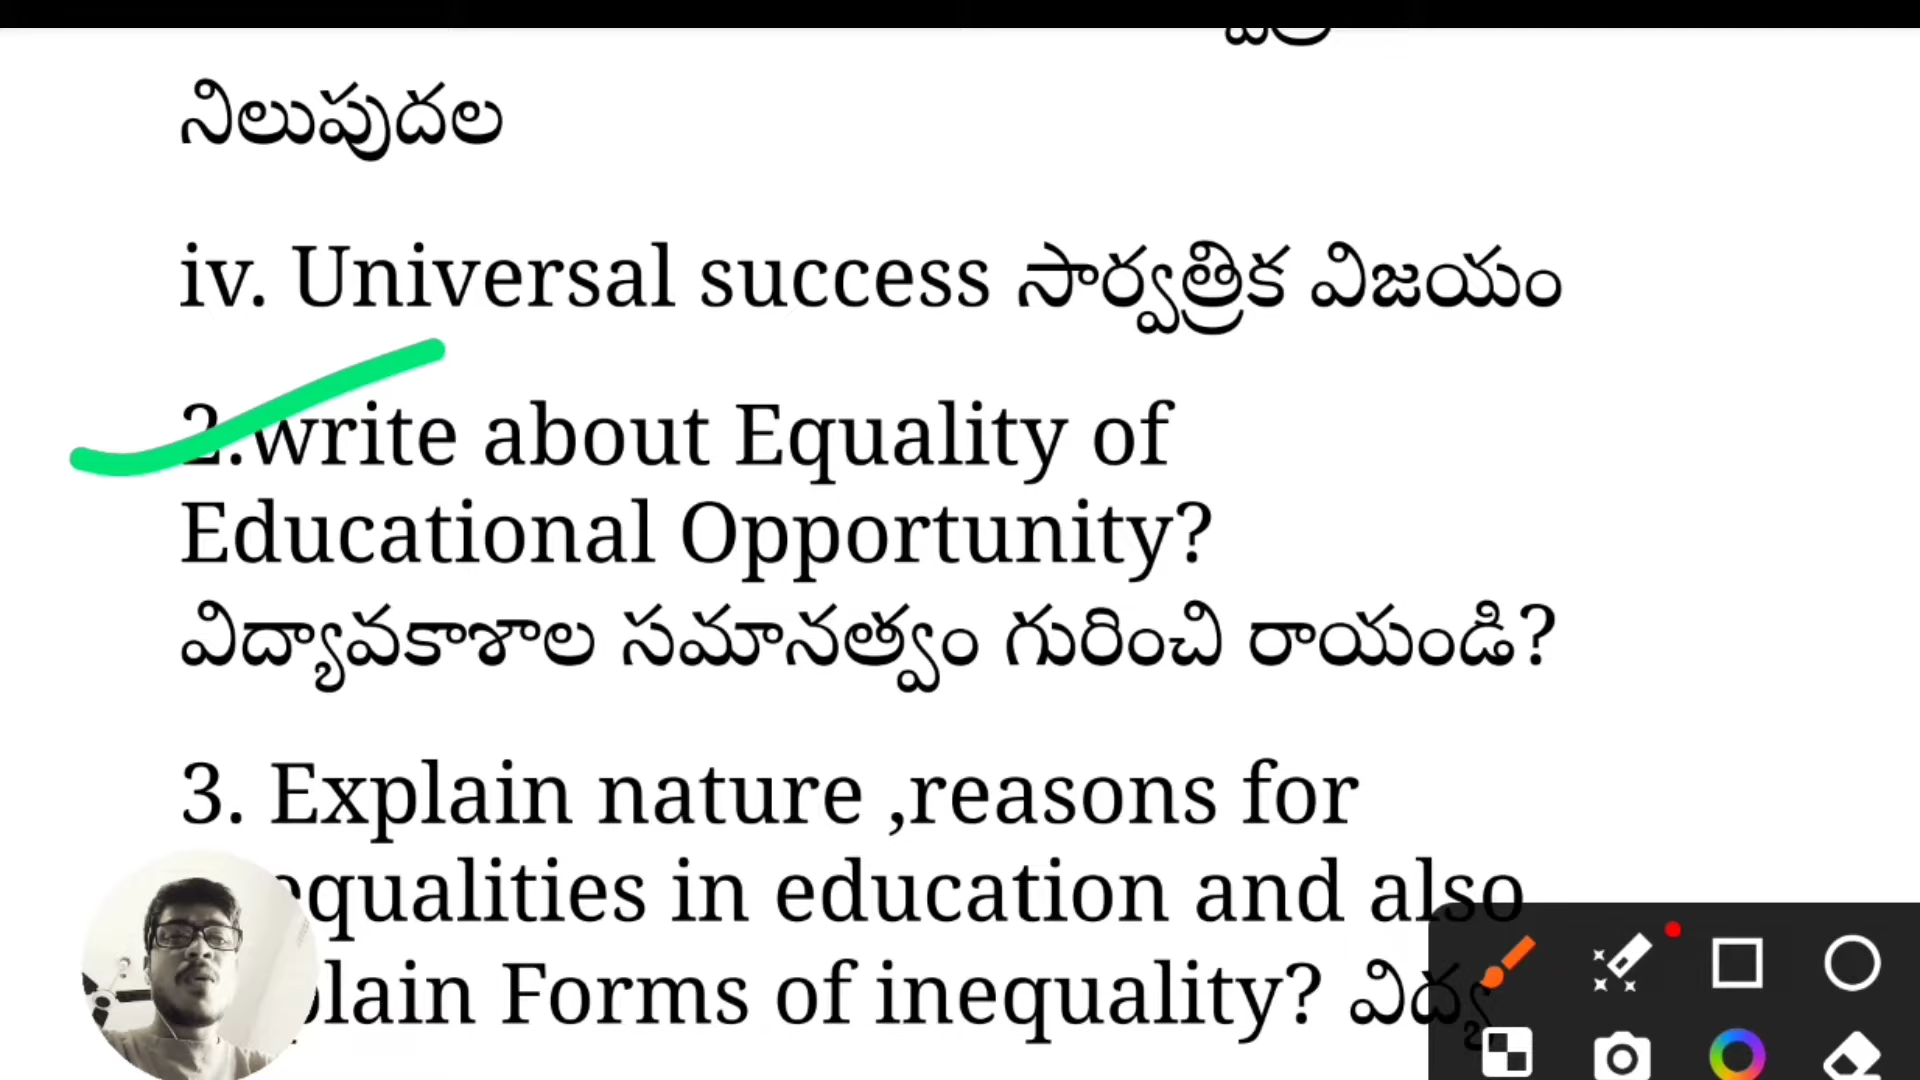 నిలుపుదల
iv. Universal success సార్వత్రిక విజయం
2.write about Equality of
Educational Opportunity?
విద్యావకాశాల సమానత్వం గురించి రాయండి?
3. Explain nature ,reasons for
equalities in education and also
plain Forms of inequality? విద్య